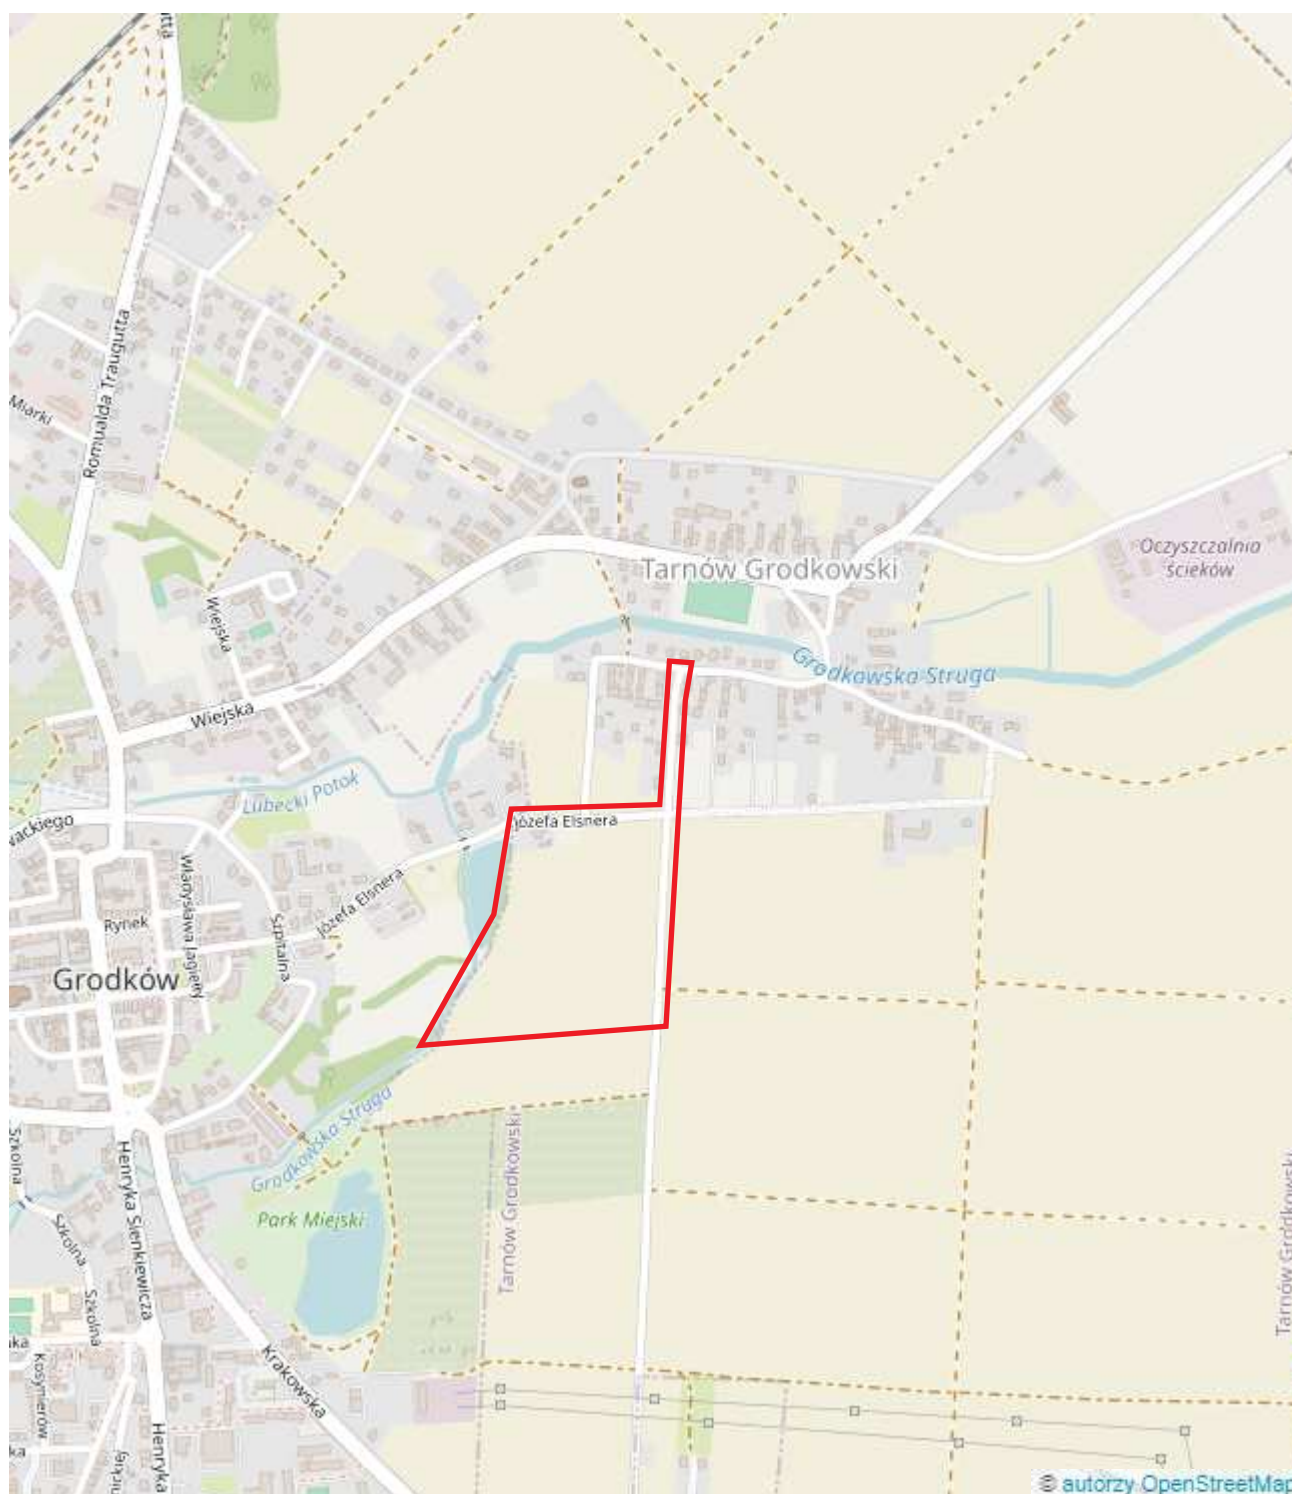 Romualda Traugutta
Miarki
Tarnów Grodkowski
Oczyszczalnia
ścieków
Wiejska
Grodkowska Struga
Wiejska
Lubecki Potok
Józefa Elsnera
Józefa Elsnera
Władysława Jagiełły
Szpitalna
Rynek
Grodków
Grodkowska Struga
Park Miejski
Tarnów Grodkowski
Tarnów Grodkowski
Henryka Sienkiewicza
Szkolna
Szkolna
Szkolna
Krakowska
Kosynierów
Henryka
© autorzy OpenStreetMap